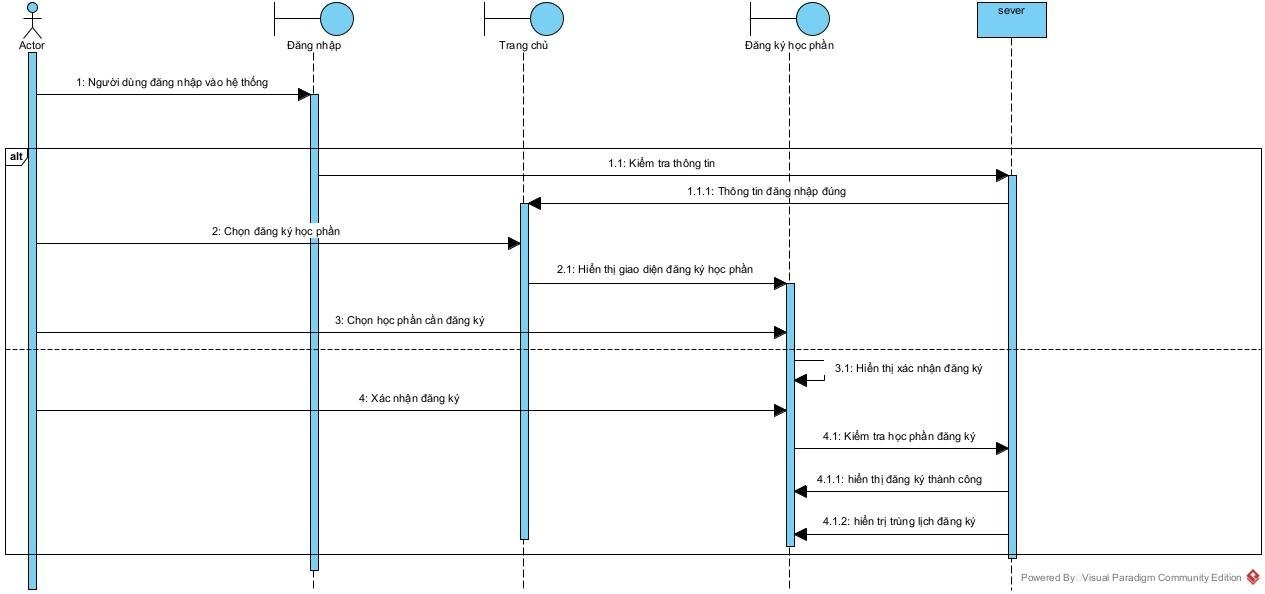 Actor
Đăng nhập
Trang chủ
Đăng ký học phần
sever
1: Người dùng đăng nhập vào hệ thống
alt
1.1: Kiểm tra thông tin
1.1.1: Thông tin đăng nhập đúng
2: Chọn đăng ký học phần
2.1: Hiển thị giao diện đăng ký học phần
3: Chọn học phần cần đăng ký
3.1: Hiển thị xác nhận đăng ký
4: Xác nhận đăng ký
4.1: Kiểm tra học phần đăng ký
4.1.1: hiển thị đăng ký thành công
4.1.2: hiển trị trùng lịch đăng ký
Powered By Visual Paradigm Community Edition